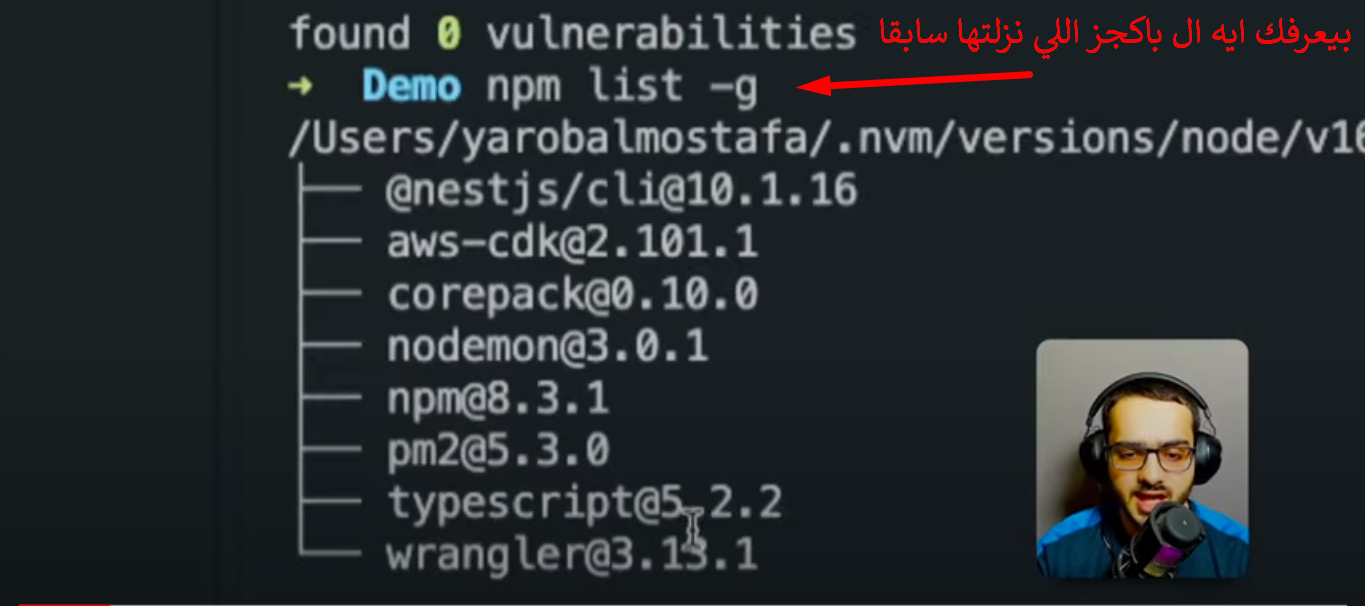 found 0 vulnerabilities بيعرفك ايه ال باكجز اللي نزلتها سابقا
➜ Demo npm list -g
/Users/yarobalmostafa/.nvm/versions/node/v16
├── @nestjs/cli@10.1.16
├── aws-cdk@2.101.1
├── corepack@0.10.0
├── nodemon@3.0.1
├── npm@8.3.1
├── pm2@5.3.0
├── typescript@5.2.2
└── wrangler@3.13.1